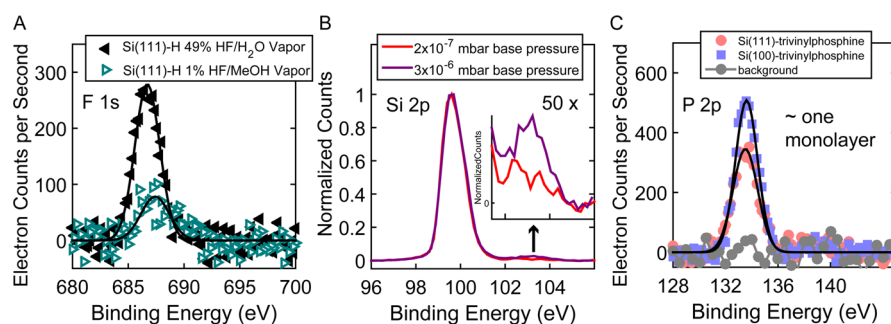 A
Si(111)-H 49% HF/H₂O Vapor
Si(111)-H 1% HF/MeOH Vapor
F 1s
Electron Counts per Second
300
200
100
0
680 685 690 695 700
Binding Energy (eV)
B
2x10⁻⁷ mbar base pressure
3x10⁻⁶ mbar base pressure
Si 2p
50 x
NormalizedCounts
0
Normalized Counts
1
0.8
0.6
0.4
0.2
0
96 98 100 102 104
Binding Energy (eV)
C
Si(111)-trivinylphosphine
Si(100)-trivinylphosphine
background
P 2p
~ one
monolayer
Electron Counts per Second
600
400
200
0
128 132 136 140
Binding Energy (eV)